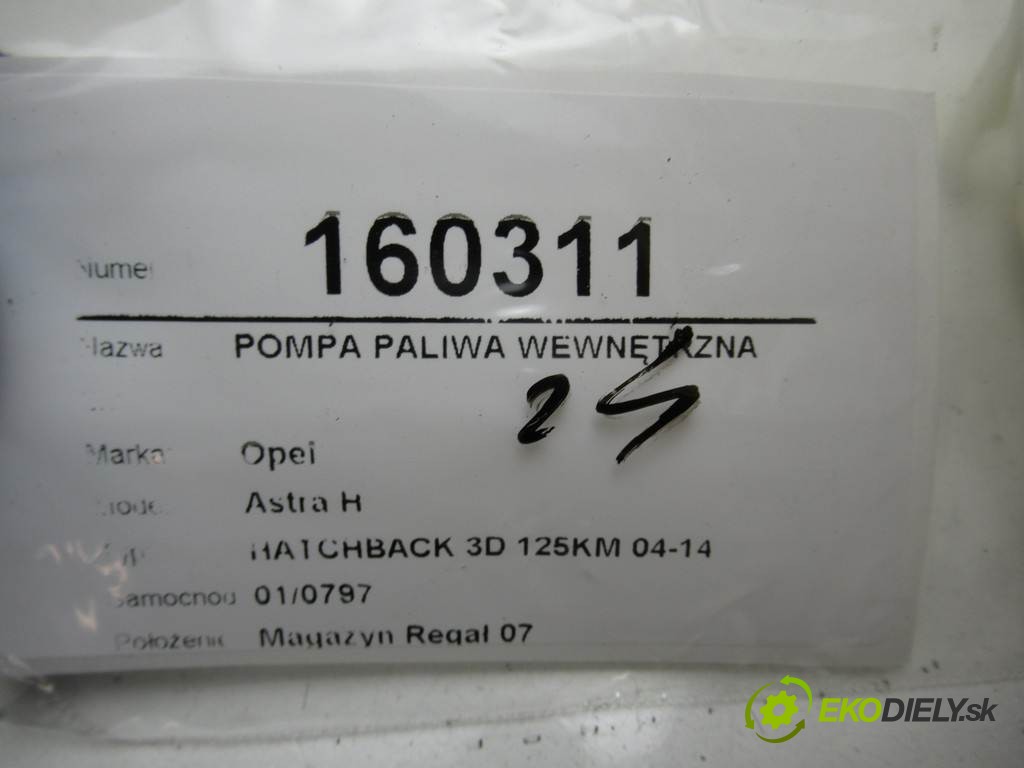 Numer 160311
Nazwa POMPA PALIWA WEWNĘTRZNA
25
Marka Opel
Model Astra H
Typ HATCHBACK 3D 125KM 04-14
Samochód 01/0797
Położenie Magazyn Regał 07
EKODIELY.sk